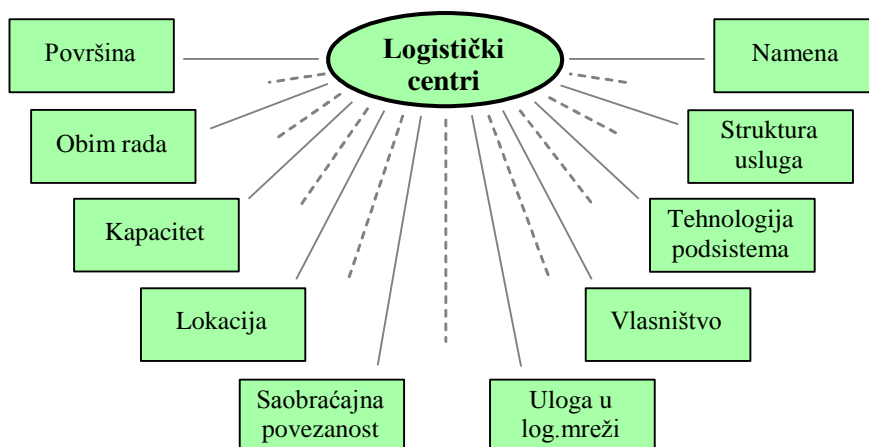 Logistički
centri
Površina
Obim rada
Kapacitet
Lokacija
Saobraćajna
povezanost
Uloga u
log.mreži
Vlasništvo
Tehnologija
podsistema
Struktura
usluga
Namena